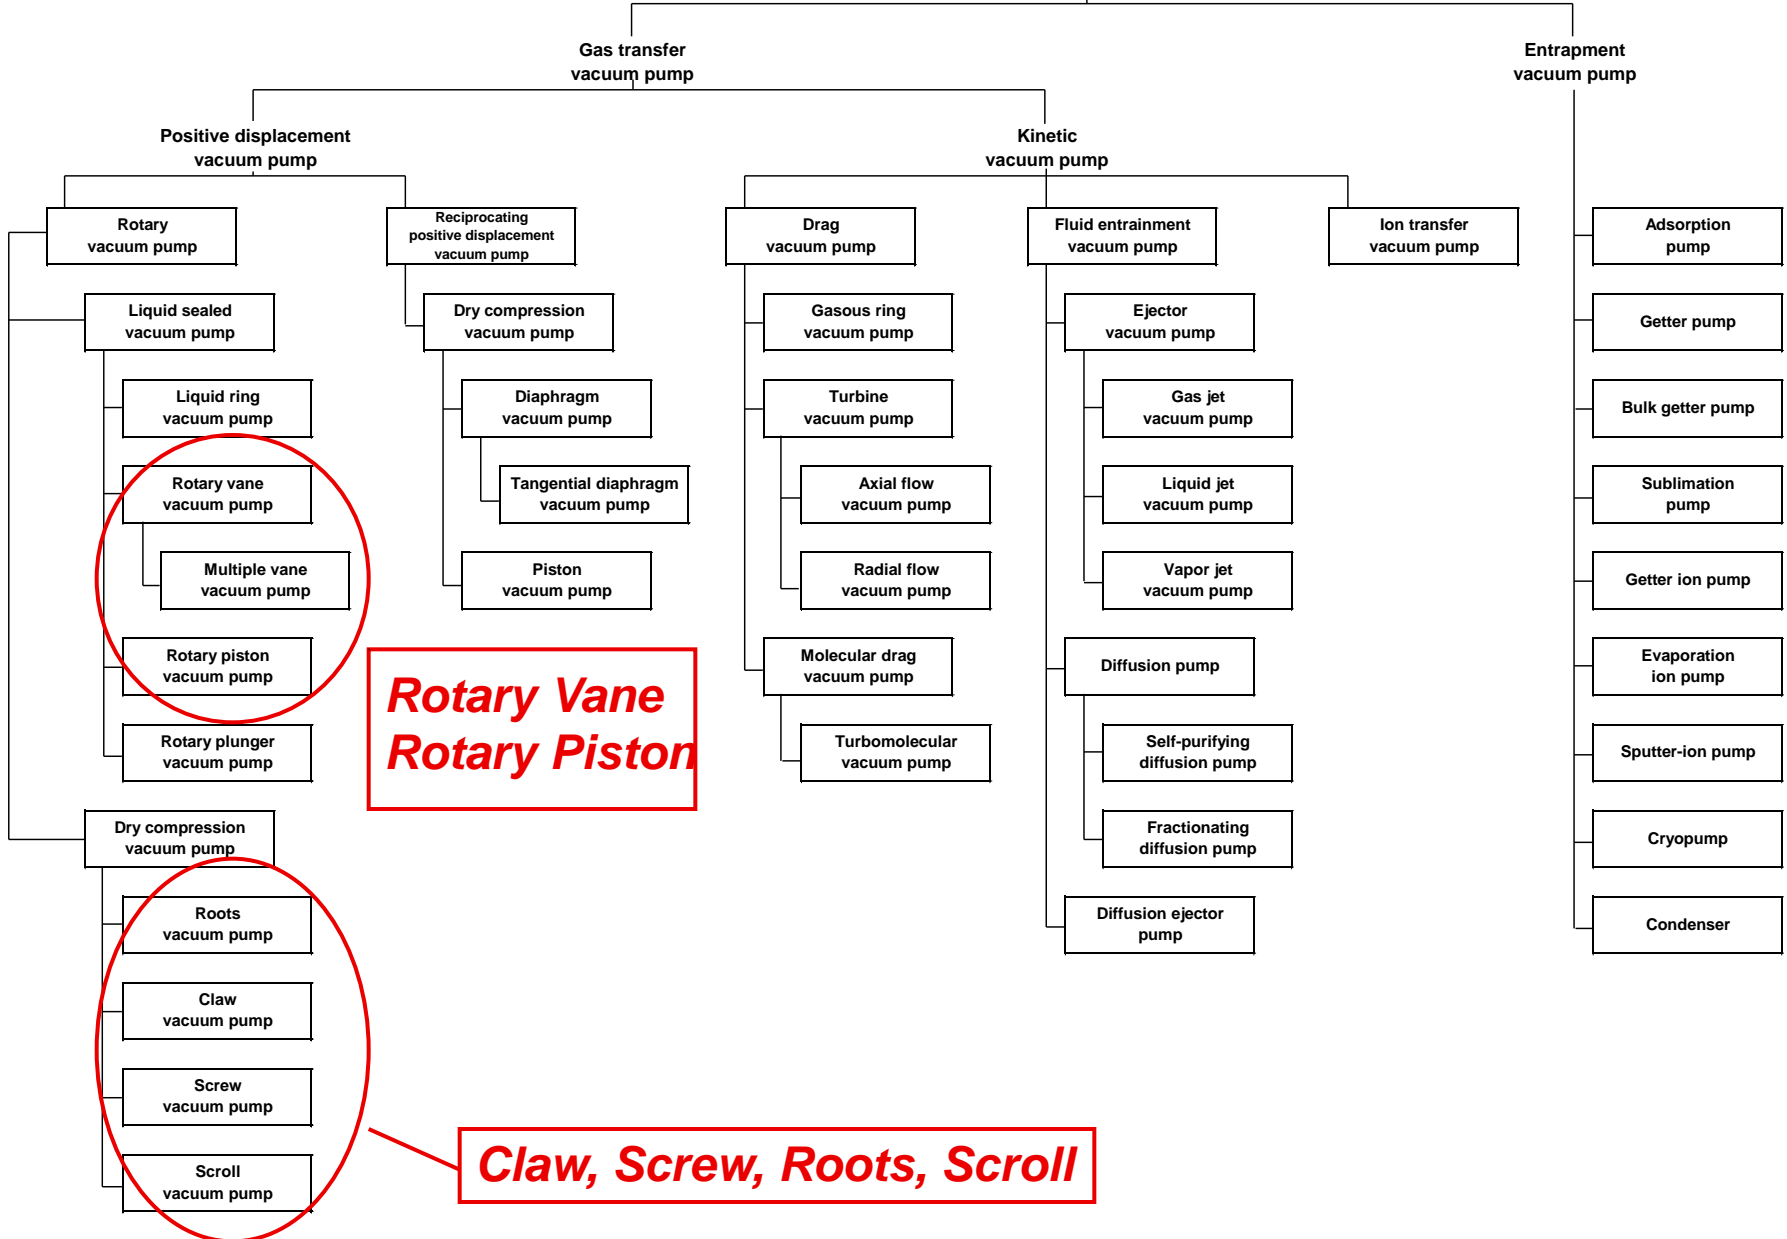 Gas transfer
vacuum pump
Entrapment
vacuum pump
Positive displacement
vacuum pump
Kinetic
vacuum pump
Rotary
vacuum pump
Reciprocating
positive displacement
vacuum pump
Drag
vacuum pump
Fluid entrainment
vacuum pump
Ion transfer
vacuum pump
Adsorption
pump
Liquid sealed
vacuum pump
Dry compression
vacuum pump
Gasous ring
vacuum pump
Ejector
vacuum pump
Getter pump
Liquid ring
vacuum pump
Diaphragm
vacuum pump
Turbine
vacuum pump
Gas jet
vacuum pump
Bulk getter pump
Rotary vane
vacuum pump
Tangential diaphragm
vacuum pump
Axial flow
vacuum pump
Liquid jet
vacuum pump
Sublimation
pump
Multiple vane
vacuum pump
Piston
vacuum pump
Radial flow
vacuum pump
Vapor jet
vacuum pump
Getter ion pump
Rotary piston
vacuum pump
Rotary Vane
Rotary Piston
Molecular drag
vacuum pump
Diffusion pump
Evaporation
ion pump
Rotary plunger
vacuum pump
Turbomolecular
vacuum pump
Self-purifying
diffusion pump
Sputter-ion pump
Dry compression
vacuum pump
Fractionating
diffusion pump
Cryopump
Roots
vacuum pump
Diffusion ejector
pump
Condenser
Claw
vacuum pump
Screw
vacuum pump
Scroll
vacuum pump
Claw, Screw, Roots, Scroll